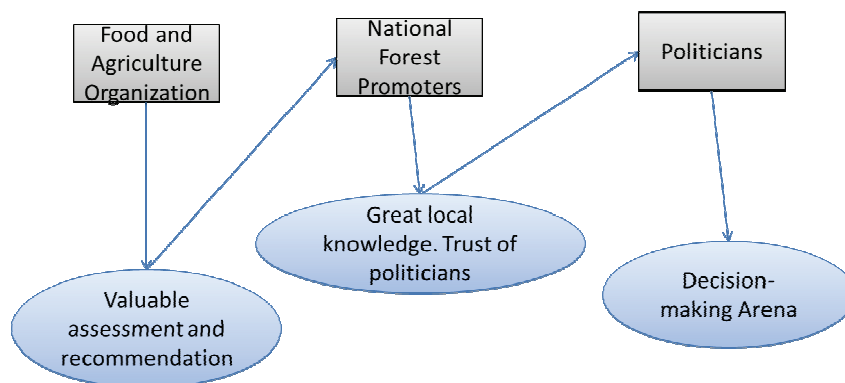 Food and
Agriculture
Organization
National
Forest
Promoters
Politicians
Great local
knowledge. Trust of
politicians
Valuable
assessment and
recommendation
Decision-
making Arena